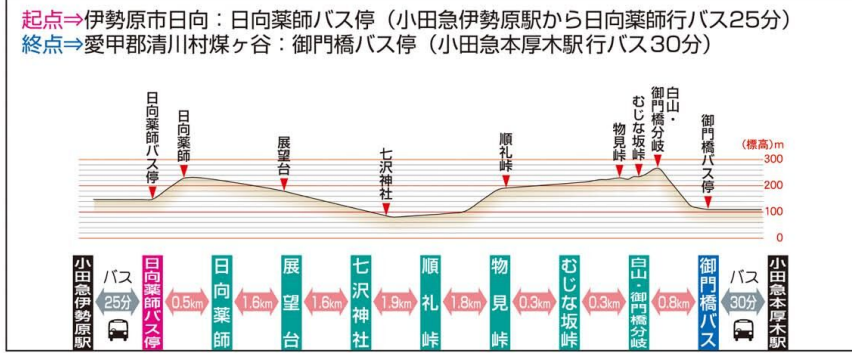 起点⇒伊勢原市日向：日向薬師バス停（小田急伊勢原駅から日向薬師行バス25分）
終点⇒愛甲郡清川村煤ヶ谷：御門橋バス停（小田急本厚木駅行バス30分）
日向薬師バス停
日向薬師
展望台
七沢神社
順礼峠
物見峠
むじな坂峠
白山・御門橋分岐
御門橋バス停
(標高)m
300
200
100
0
小田急伊勢原駅
バス
25分
日向薬師バス停
0.5km
日向薬師
1.6km
展望台
1.6km
七沢神社
1.9km
順礼峠
1.8km
物見峠
0.3km
むじな坂峠
0.3km
白山・御門橋分岐
0.8km
御門橋バス
バス
30分
小田急本厚木駅